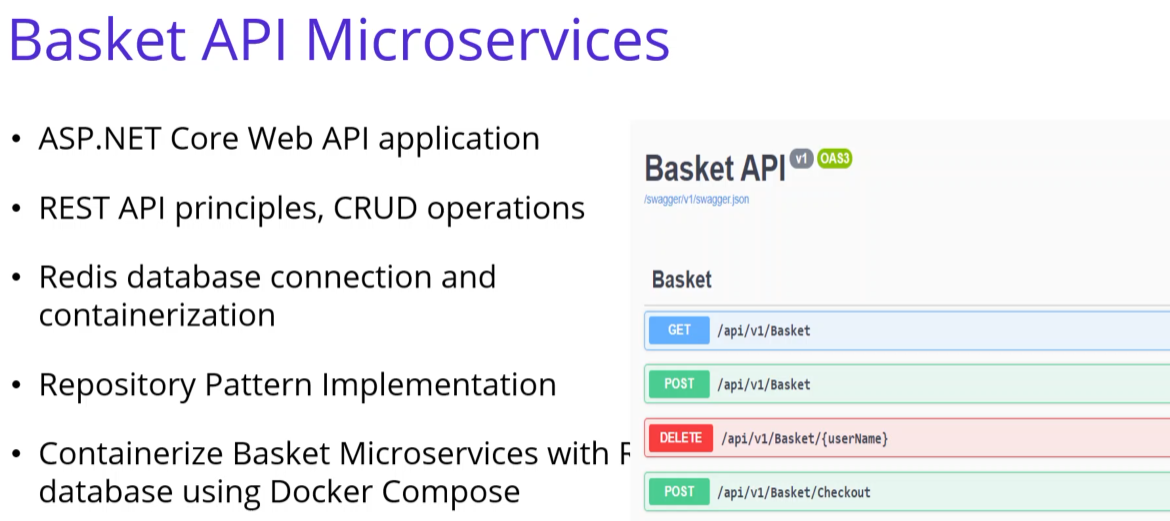 Basket API Microservices
• ASP.NET Core Web API application
• REST API principles, CRUD operations
• Redis database connection and
containerization
• Repository Pattern Implementation
• Containerize Basket Microservices with
database using Docker Compose
Basket API v1 OAS3
/swagger/v1/swagger.json
Basket
GET /api/v1/Basket
POST /api/v1/Basket
DELETE /api/v1/Basket/{userName}
POST /api/v1/Basket/Checkout